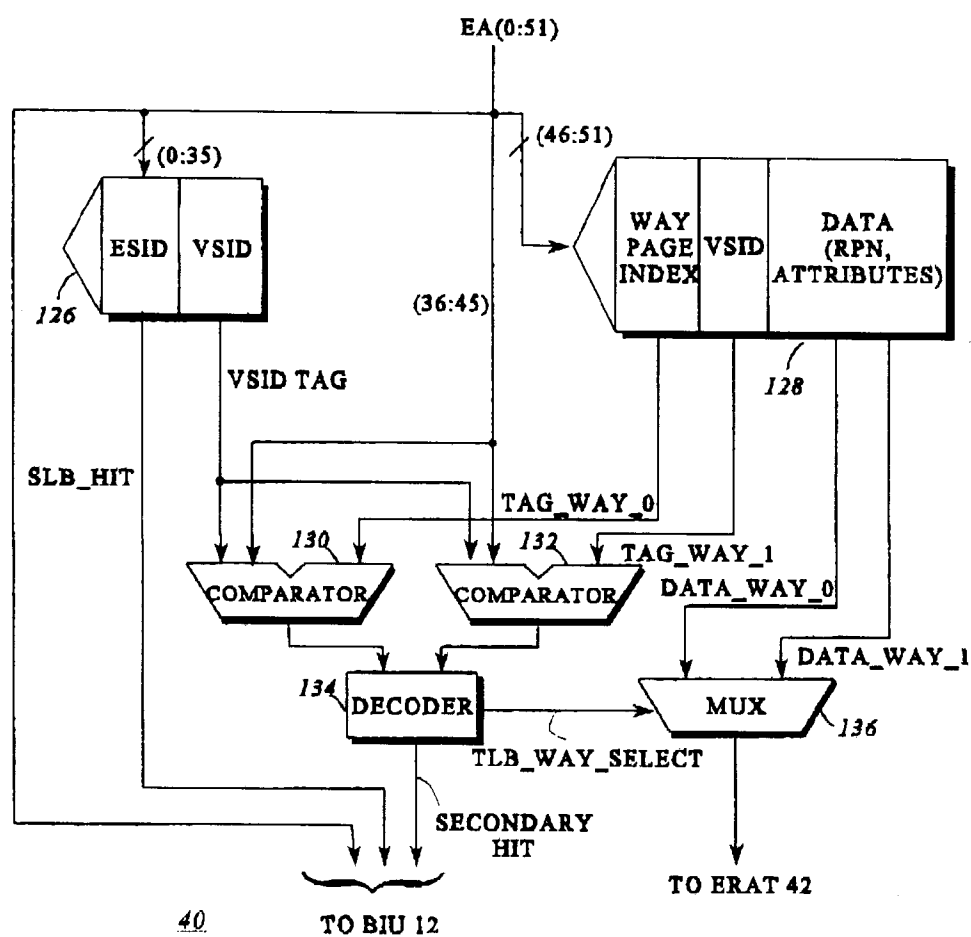 EA(0:51)
(0:35)
(46:51)
ESID
VSID
WAY
PAGE
INDEX
VSID
DATA
(RPN,
ATTRIBUTES)
126
(36:45)
128
VSID TAG
SLB_HIT
TAG_WAY_0
130
132
TAG_WAY_1
COMPARATOR
COMPARATOR
DATA_WAY_0
DATA_WAY_1
134
DECODER
MUX
136
TLB_WAY_SELECT
SECONDARY
HIT
TO ERAT 42
40
TO BIU 12